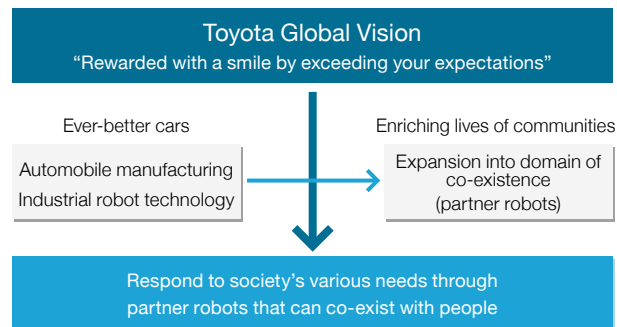 Toyota Global Vision
“Rewarded with a smile by exceeding your expectations”
Ever-better cars
Automobile manufacturing
Industrial robot technology
Enriching lives of communities
Expansion into domain of
co-existence
(partner robots)
Respond to society’s various needs through
partner robots that can co-exist with people